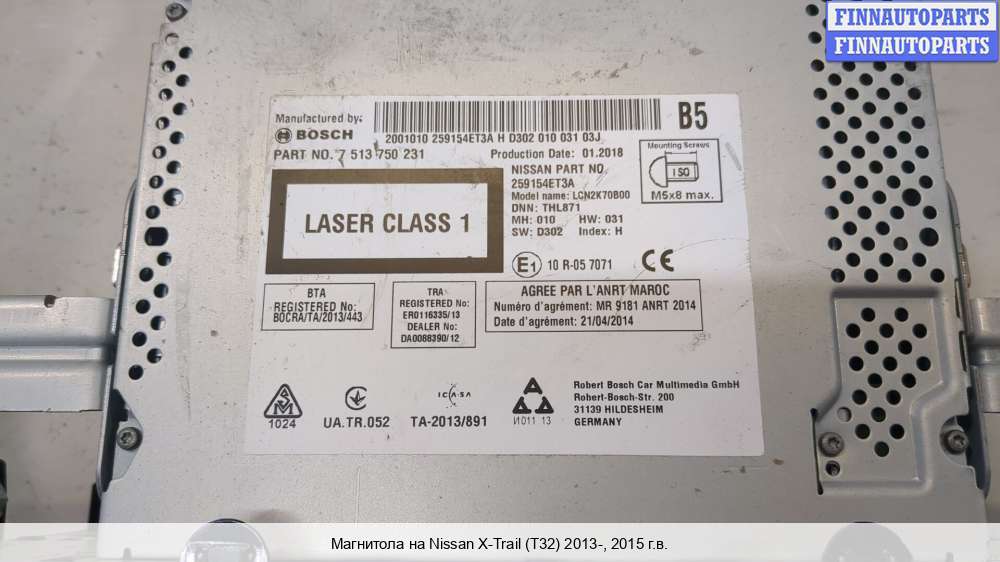 FINNAUTOPARTS
FINNAUTOPARTS
Manufactured by:
BOSCH
2001010 259154ET3A H D302 010 031 03J
B5
PART NO. 7 513 750 231
Production Date: 01.2018
Mounting Screws
ISO
M5x8 max.
NISSAN PART NO.
259154ET3A
Model name: LCN2K70B00
DNN: THL871
MH: 010 HW: 031
SW: D302 Index: H
LASER CLASS 1
E1 10 R-05 7071 CE
BTA
REGISTERED No:
BOCRA/TA/2013/443
TRA
REGISTERED No:
ER0116335/13
DEALER No:
DA0088390/12
AGREE PAR L'ANRT MAROC
Numéro d'agrément: MR 9181 ANRT 2014
Date d'agrément: 21/04/2014
1024
UA.TR.052
ICASA
TA-2013/891
И011 13
Robert Bosch Car Multimedia GmbH
Robert-Bosch-Str. 200
31139 HILDESHEIM
GERMANY
Магнитола на Nissan X-Trail (T32) 2013-, 2015 г.в.